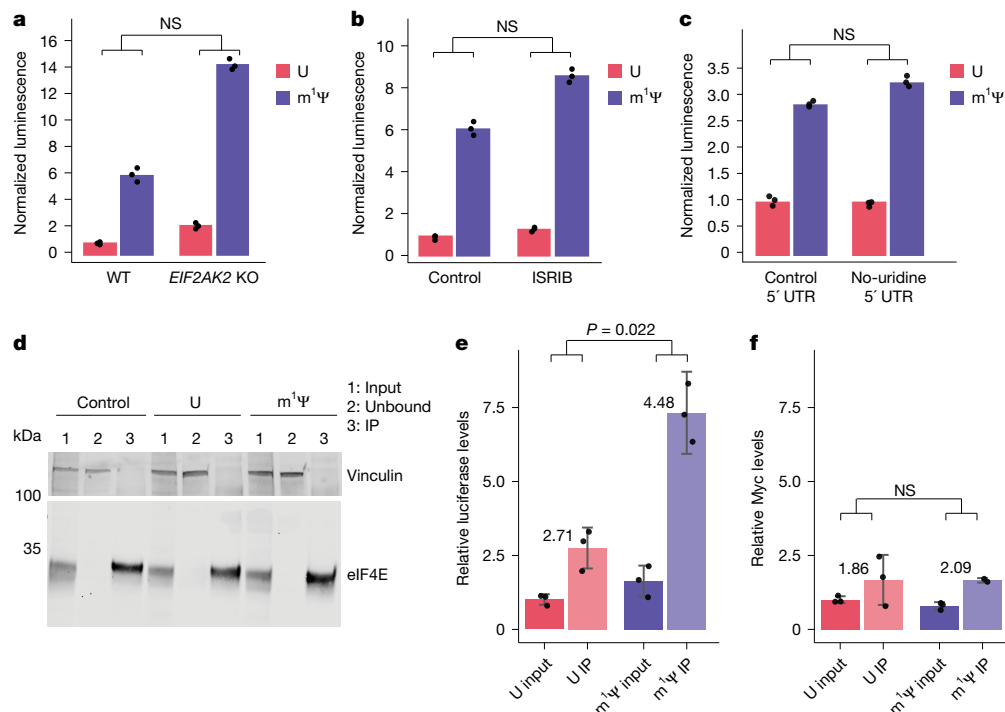 a
NS
Normalized luminescence
16
14
12
10
8
6
4
2
0
WT
EIF2AK2 KO
U
m¹Ψ
b
NS
Normalized luminescence
10
8
6
4
2
0
Control
ISRIB
U
m¹Ψ
c
NS
Normalized luminescence
3.5
3.0
2.5
2.0
1.5
1.0
0.5
0
Control
5′ UTR
No-uridine
5′ UTR
U
m¹Ψ
d
1: Input
2: Unbound
3: IP
Control
U
m¹Ψ
kDa
1 2 3 1 2 3 1 2 3
Vinculin
100
35
eIF4E
e
P = 0.022
Relative luciferase levels
7.5
5.0
2.5
0
2.71
4.48
U input
U IP
m¹Ψ input
m¹Ψ IP
f
NS
Relative Myc levels
7.5
5.0
2.5
0
1.86
2.09
U input
U IP
m¹Ψ input
m¹Ψ IP